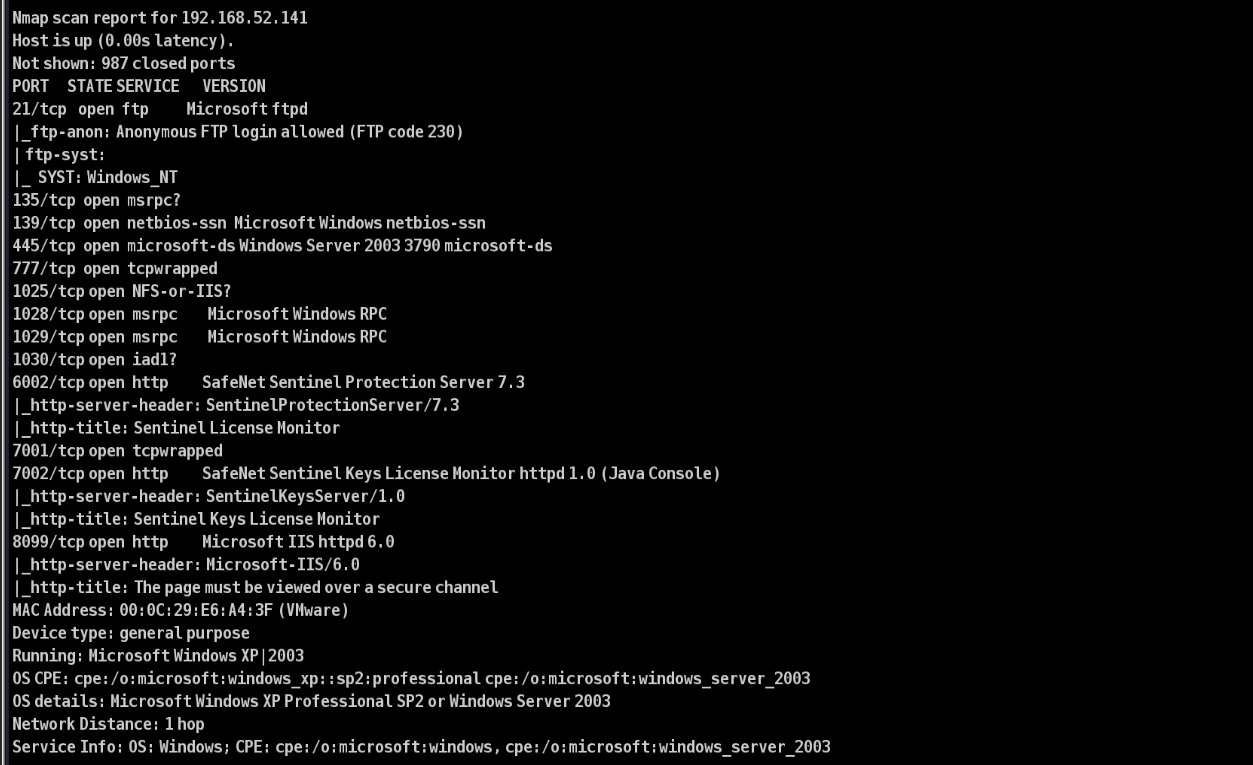 Nmap scan report for 192.168.52.141
Host is up (0.00s latency).
Not shown: 987 closed ports
PORT STATE SERVICE VERSION
21/tcp open ftp Microsoft ftpd
|_ftp-anon: Anonymous FTP login allowed (FTP code 230)
| ftp-syst:
|_ SYST: Windows_NT
135/tcp open msrpc?
139/tcp open netbios-ssn Microsoft Windows netbios-ssn
445/tcp open microsoft-ds Windows Server 2003 3790 microsoft-ds
777/tcp open tcpwrapped
1025/tcp open NFS-or-IIS?
1028/tcp open msrpc Microsoft Windows RPC
1029/tcp open msrpc Microsoft Windows RPC
1030/tcp open iad1?
6002/tcp open http SafeNet Sentinel Protection Server 7.3
|_http-server-header: SentinelProtectionServer/7.3
|_http-title: Sentinel License Monitor
7001/tcp open tcpwrapped
7002/tcp open http SafeNet Sentinel Keys License Monitor httpd 1.0 (Java Console)
|_http-server-header: SentinelKeysServer/1.0
|_http-title: Sentinel Keys License Monitor
8099/tcp open http Microsoft IIS httpd 6.0
|_http-server-header: Microsoft-IIS/6.0
|_http-title: The page must be viewed over a secure channel
MAC Address: 00:0C:29:E6:A4:3F (VMware)
Device type: general purpose
Running: Microsoft Windows XP|2003
OS CPE: cpe:/o:microsoft:windows_xp::sp2:professional cpe:/o:microsoft:windows_server_2003
OS details: Microsoft Windows XP Professional SP2 or Windows Server 2003
Network Distance: 1 hop
Service Info: OS: Windows; CPE: cpe:/o:microsoft:windows, cpe:/o:microsoft:windows_server_2003